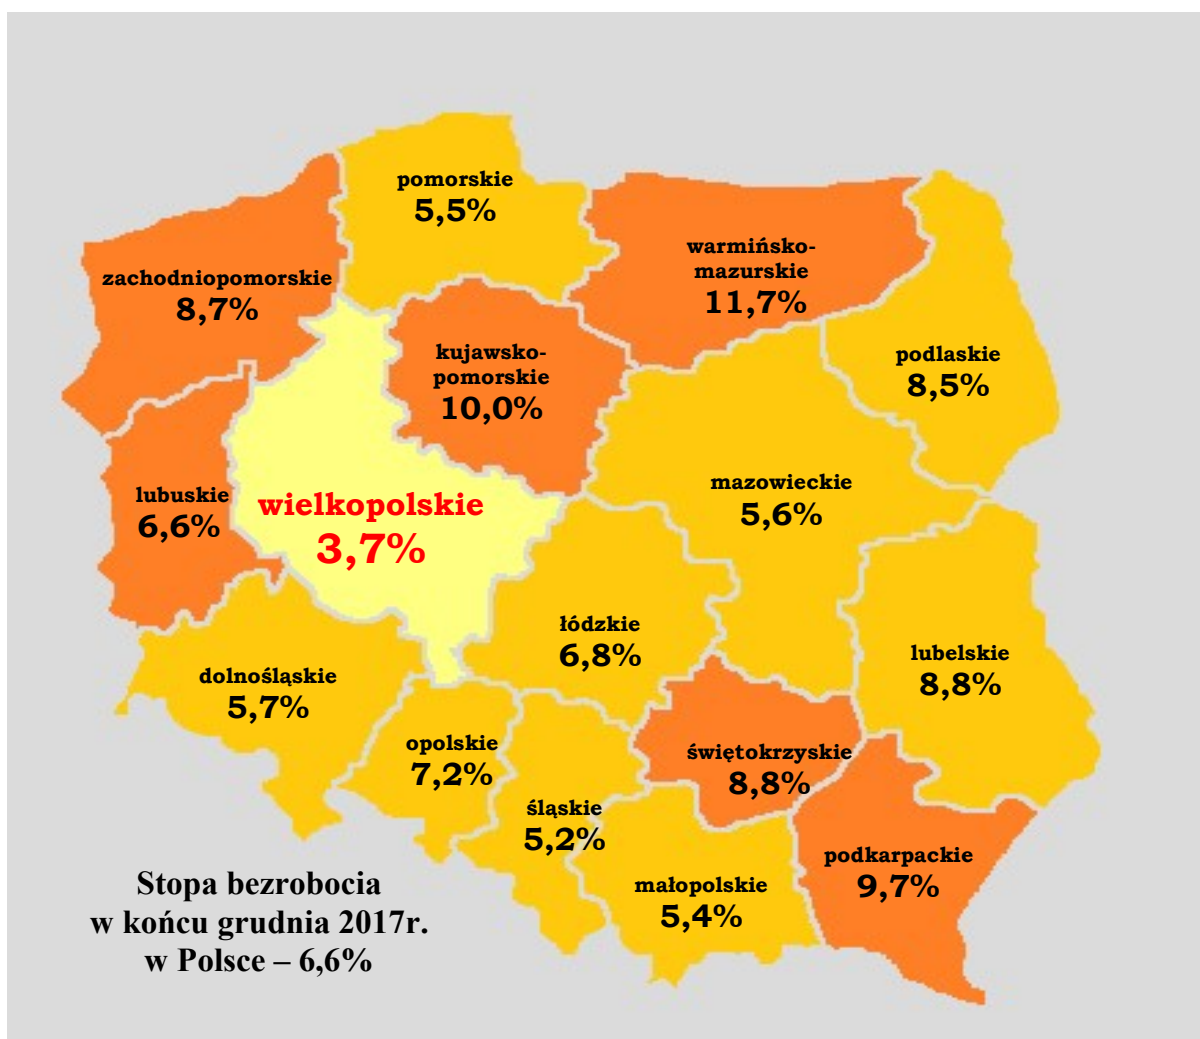 pomorskie
5,5%
warmińsko-
mazurskie
11,7%
zachodniopomorskie
8,7%
kujawsko-
pomorskie
10,0%
podlaskie
8,5%
mazowieckie
5,6%
lubuskie
6,6%
wielkopolskie
3,7%
łódzkie
6,8%
lubelskie
8,8%
dolnośląskie
5,7%
opolskie
7,2%
świętokrzyskie
8,8%
śląskie
5,2%
podkarpackie
9,7%
małopolskie
5,4%
Stopa bezrobocia
w końcu grudnia 2017r.
w Polsce – 6,6%